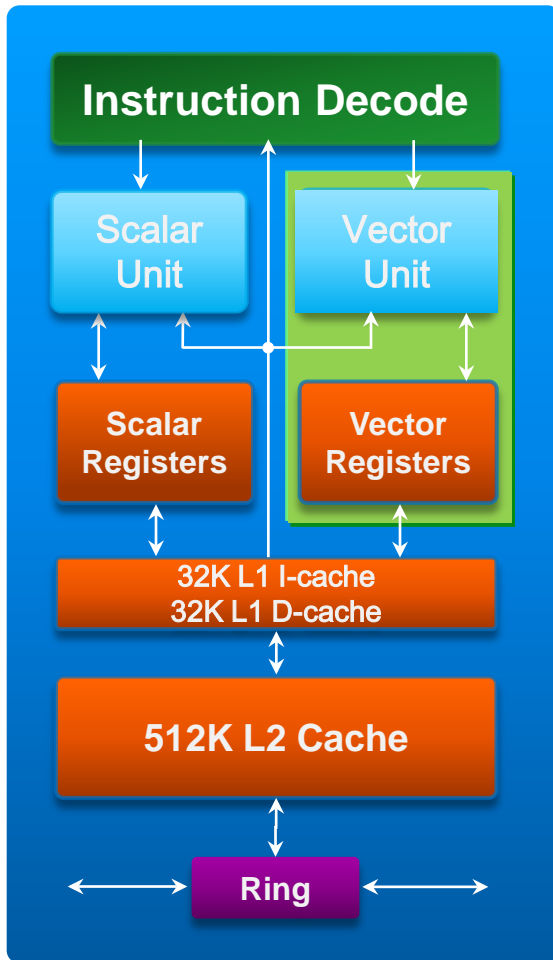 Instruction Decode
Scalar
Unit
Vector
Unit
Scalar
Registers
Vector
Registers
32K L1 I-cache
32K L1 D-cache
512K L2 Cache
Ring